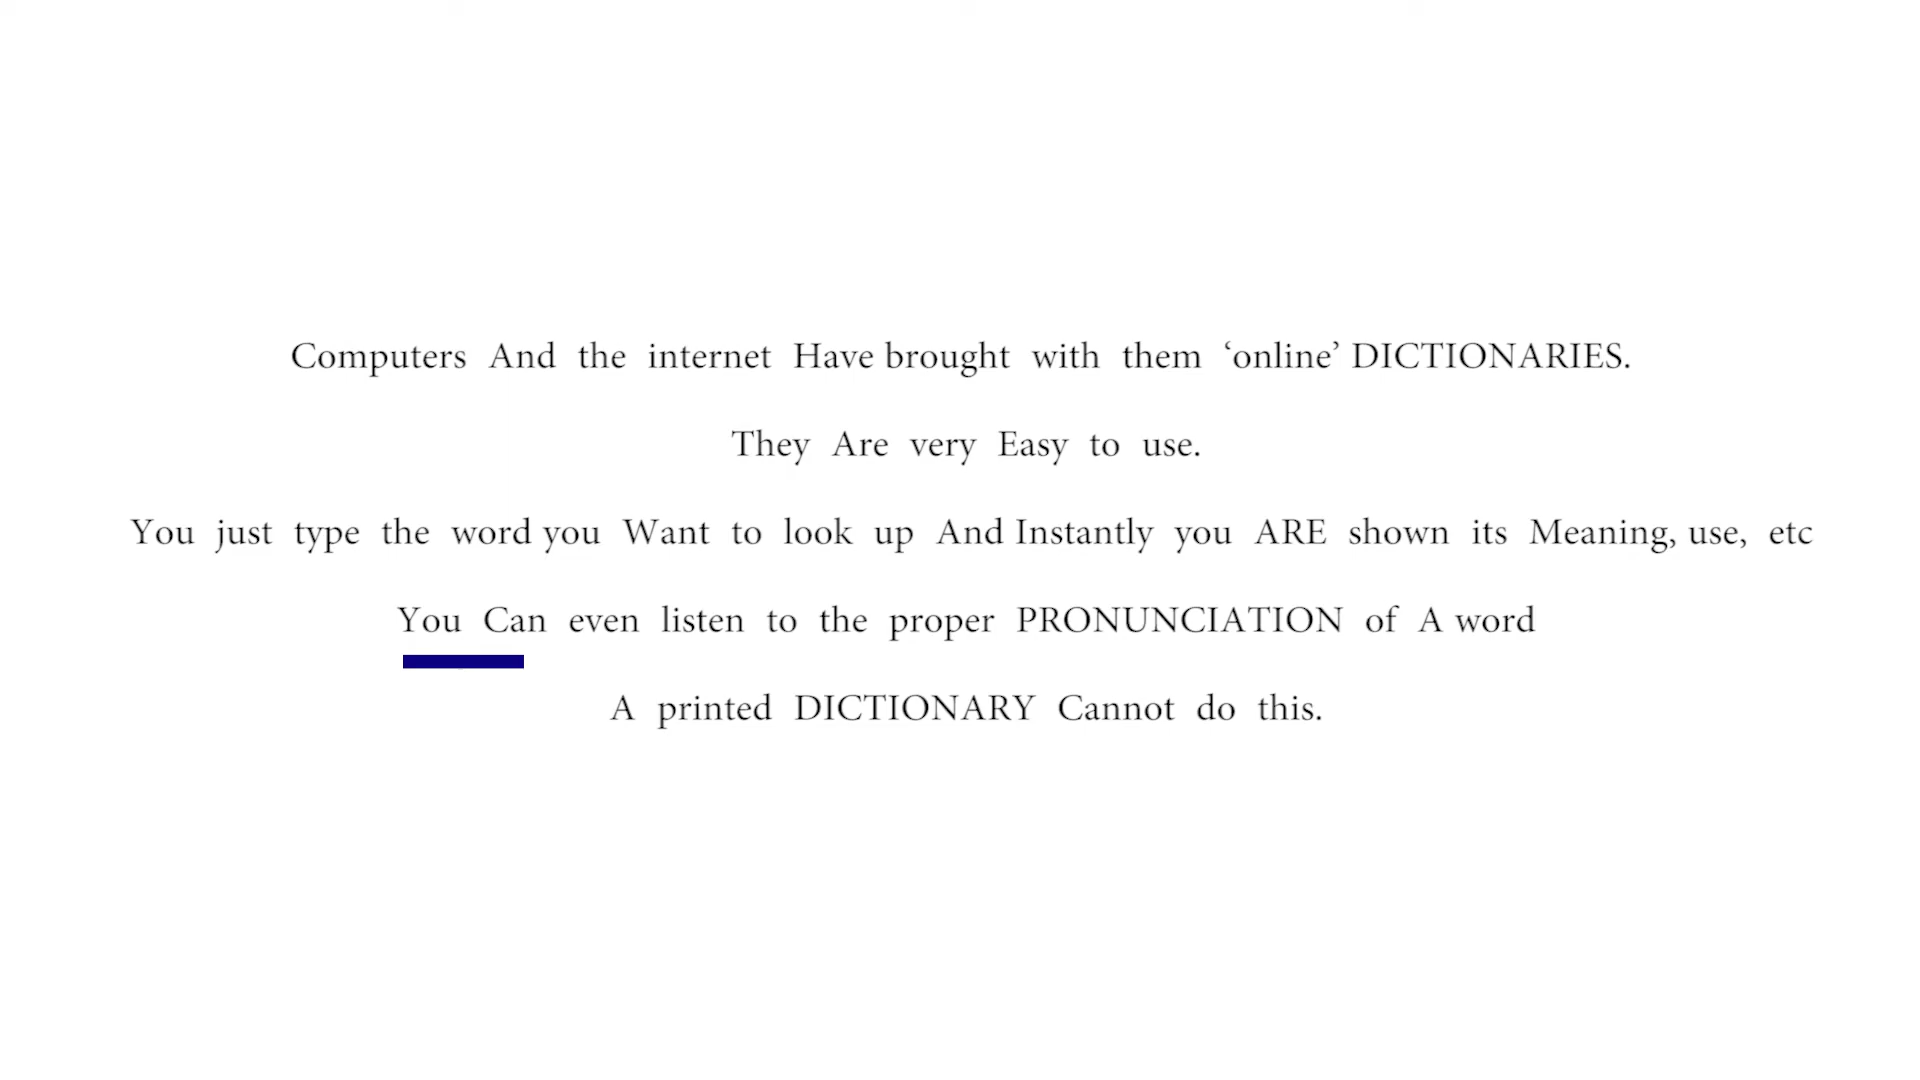 Computers And the internet Have brought with them ‘online’ DICTIONARIES.
They Are very Easy to use.
You just type the word you Want to look up And Instantly you ARE shown its Meaning, use, etc
You Can even listen to the proper PRONUNCIATION of A word
A printed DICTIONARY Cannot do this.